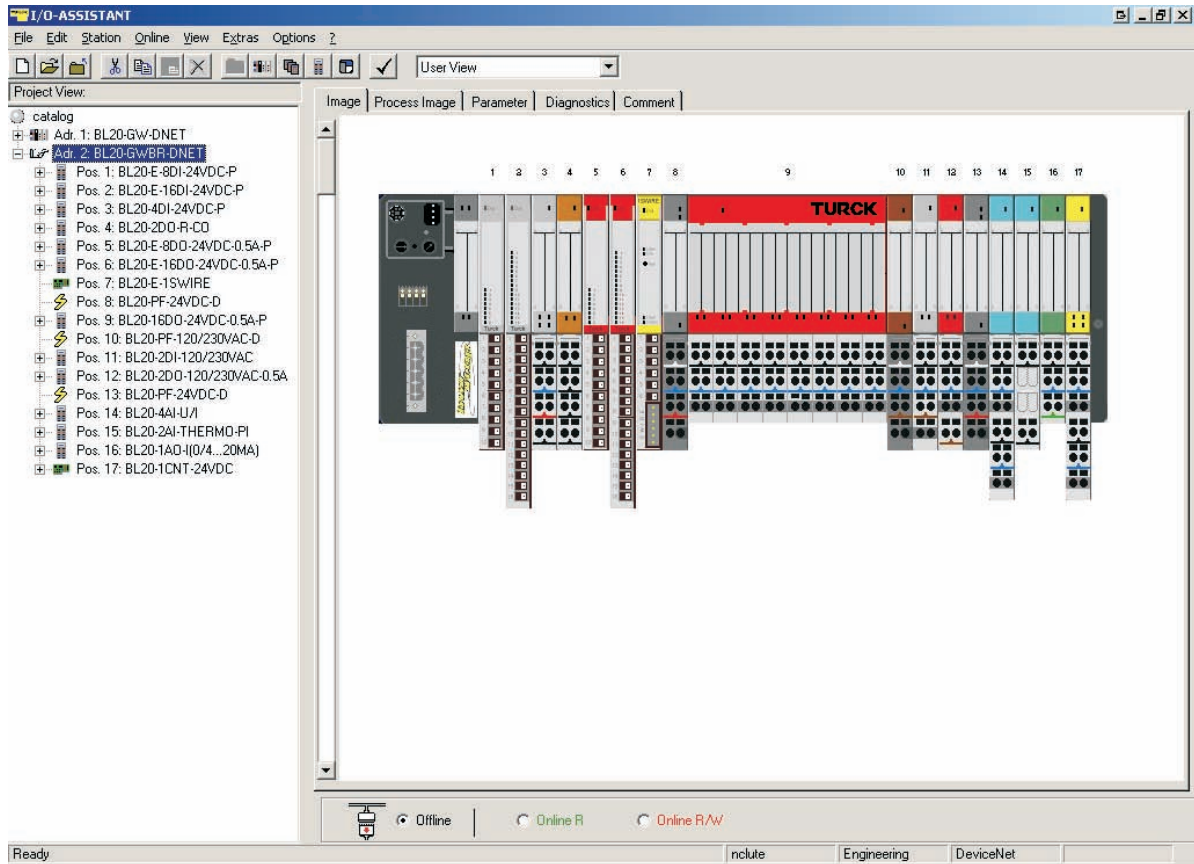 I/O-ASSISTANT
File Edit Station Online View Extras Options ?
User View
Project View:
Image Process Image Parameter Diagnostics Comment
catalog
Adr. 1: BL20-GW-DNET
Adr. 2: BL20-GWBR-DNET
Pos. 1: BL20-E-8DI-24VDC-P
Pos. 2: BL20-E-16DI-24VDC-P
Pos. 3: BL20-4DI-24VDC-P
Pos. 4: BL20-2DO-R-CO
Pos. 5: BL20-E-8DO-24VDC-0.5A-P
Pos. 6: BL20-E-16DO-24VDC-0.5A-P
Pos. 7: BL20-E-1SWIRE
Pos. 8: BL20-PF-24VDC-D
Pos. 9: BL20-16DO-24VDC-0.5A-P
Pos. 10: BL20-PF-120/230VAC-D
Pos. 11: BL20-2DI-120/230VAC
Pos. 12: BL20-2DO-120/230VAC-0.5A
Pos. 13: BL20-PF-24VDC-D
Pos. 14: BL20-4AI-U/I
Pos. 15: BL20-2AI-THERMO-PI
Pos. 16: BL20-1AO-I(0/4...20MA)
Pos. 17: BL20-1CNT-24VDC
1 2 3 4 5 6 7 8 9 10 11 12 13 14 15 16 17
TURCK
Turck Turck Turck Turck
Offline Online R Online R/W
Ready nclute Engineering DeviceNet